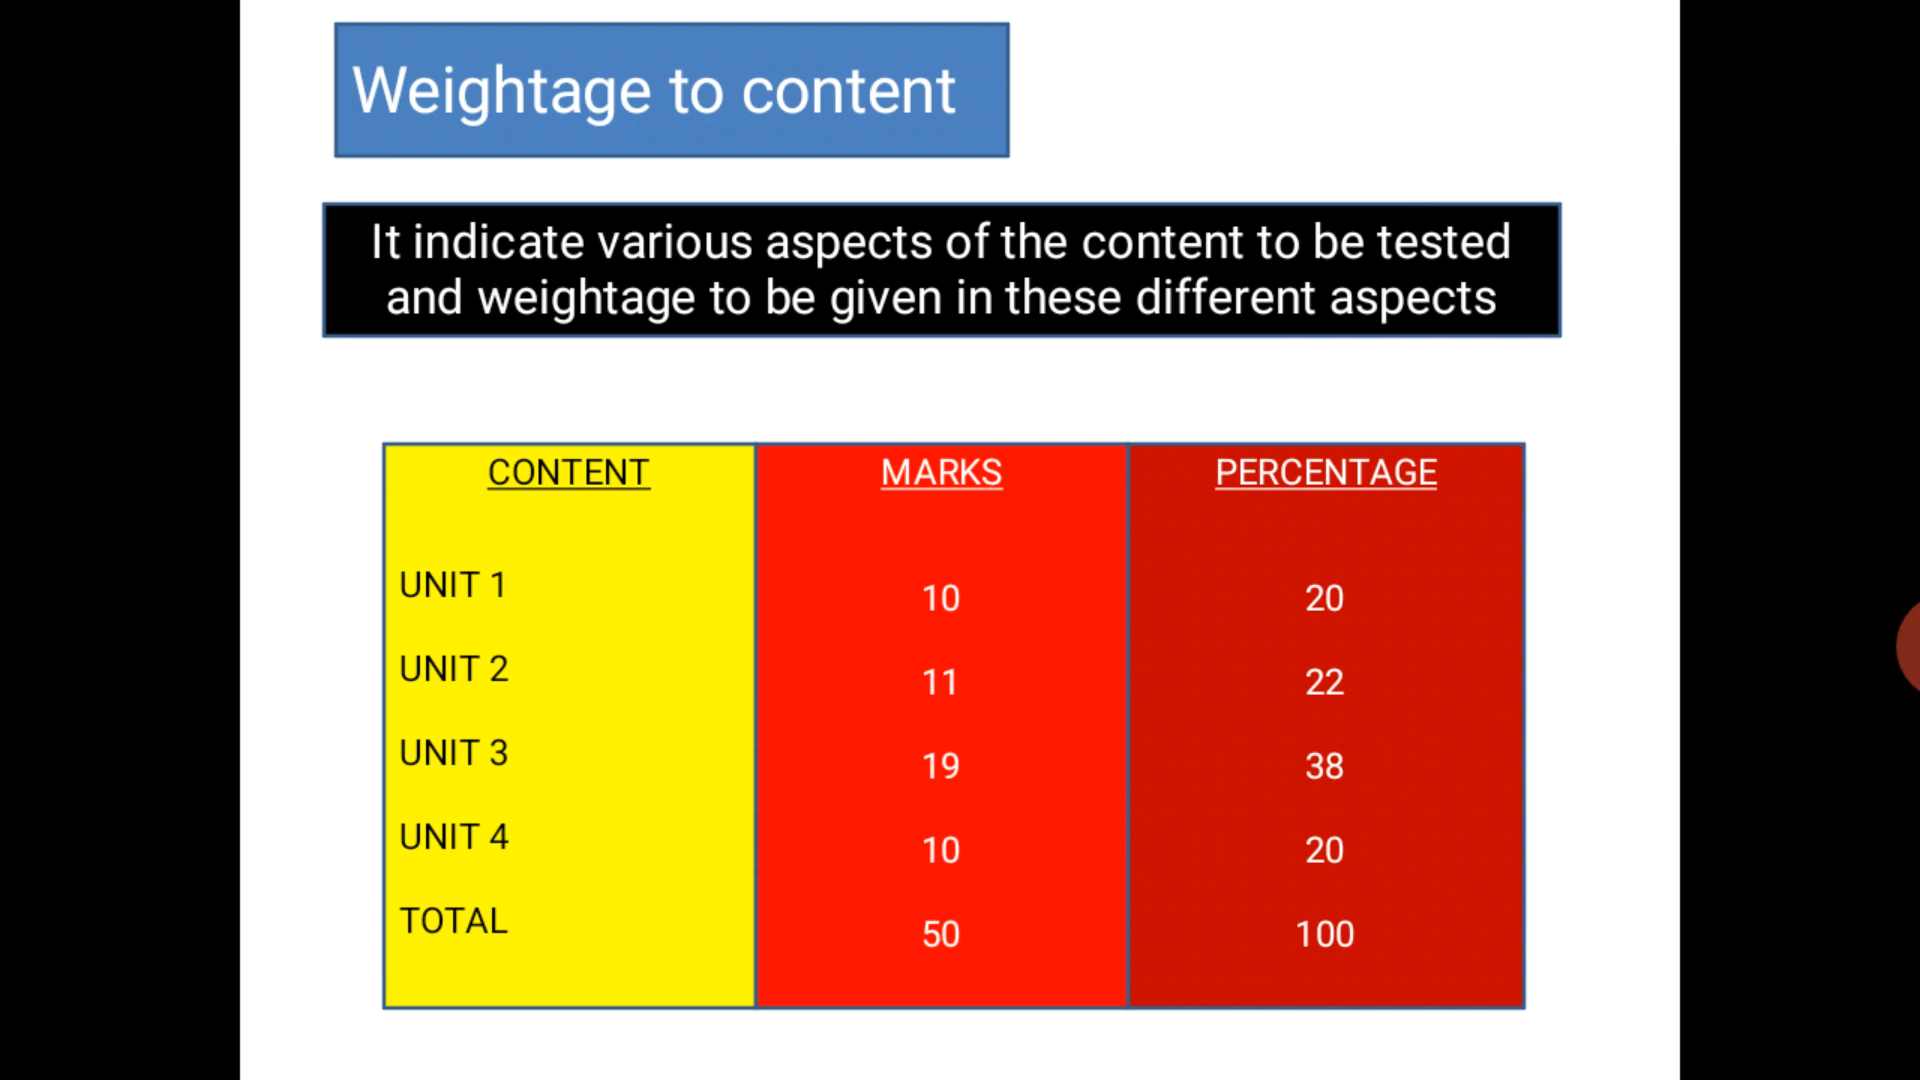 Weightage to content
It indicate various aspects of the content to be tested
and weightage to be given in these different aspects
CONTENT MARKS PERCENTAGE
UNIT 1 10 20
UNIT 2 11 22
UNIT 3 19 38
UNIT 4 10 20
TOTAL 50 100